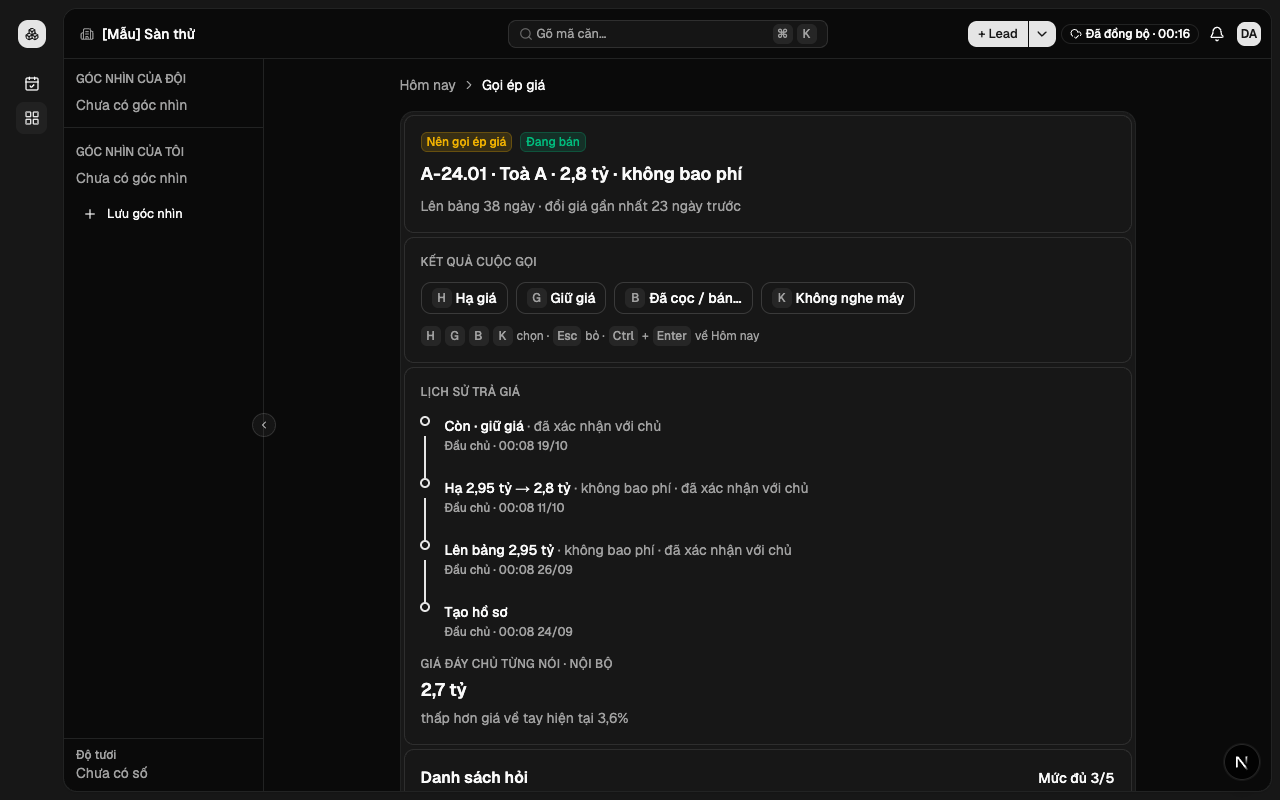 [Mẫu] Sàn thử
Gõ mã căn...
⌘ K
+ Lead
Đã đồng bộ · 00:16
DA
GÓC NHÌN CỦA ĐỘI
Chưa có góc nhìn
GÓC NHÌN CỦA TÔI
Chưa có góc nhìn
+ Lưu góc nhìn
Độ tươi
Chưa có số
Hôm nay > Gọi ép giá
Nên gọi ép giá Đang bán
A-24.01 · Toà A · 2,8 tỷ · không bao phí
Lên bảng 38 ngày · đổi giá gần nhất 23 ngày trước
KẾT QUẢ CUỘC GỌI
H Hạ giá G Giữ giá B Đã cọc / bán... K Không nghe máy
H G B K chọn · Esc bỏ · Ctrl + Enter về Hôm nay
LỊCH SỬ TRẢ GIÁ
Còn · giữ giá · đã xác nhận với chủ
Đầu chủ · 00:08 19/10
Hạ 2,95 tỷ → 2,8 tỷ · không bao phí · đã xác nhận với chủ
Đầu chủ · 00:08 11/10
Lên bảng 2,95 tỷ · không bao phí · đã xác nhận với chủ
Đầu chủ · 00:08 26/09
Tạo hồ sơ
Đầu chủ · 00:08 24/09
GIÁ ĐÁY CHỦ TỪNG NÓI · NỘI BỘ
2,7 tỷ
thấp hơn giá về tay hiện tại 3,6%
Danh sách hỏi
Mức đủ 3/5
N